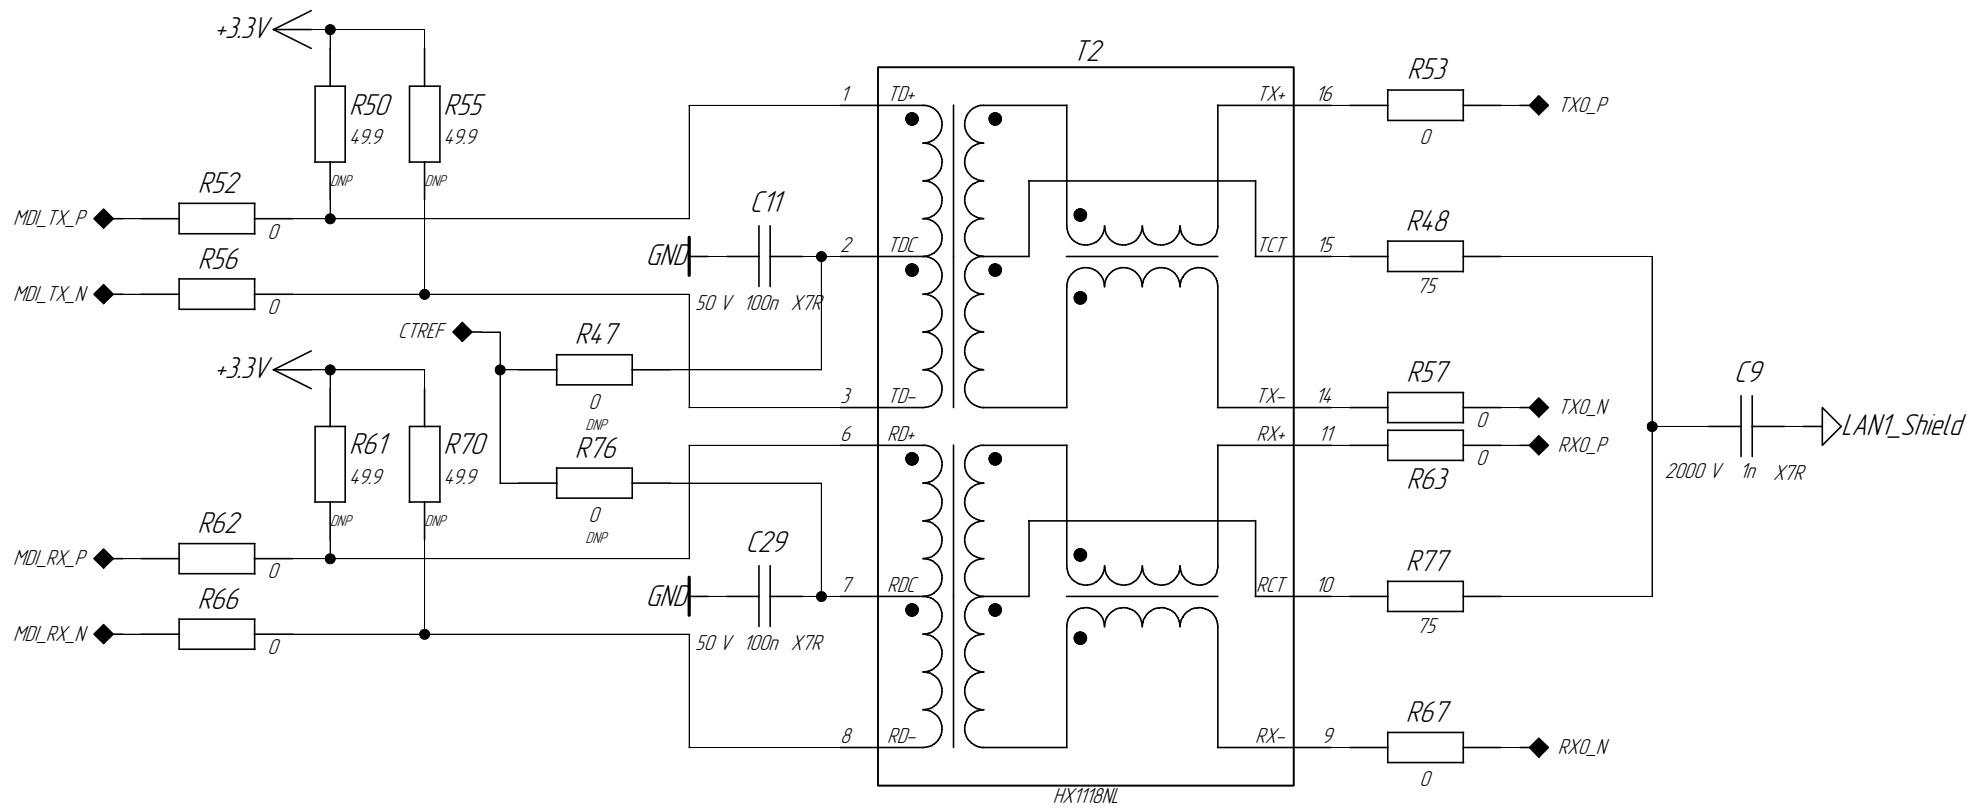 +3.3V
R50
49.9
DNP
R55
49.9
DNP
MDI_TX_P
R52
0
MDI_TX_N
R56
0
GND
C11
50 V 100n X7R
CTREF
R47
0
DNP
+3.3V
R61
49.9
DNP
R70
49.9
DNP
R76
0
DNP
MDI_RX_P
R62
0
MDI_RX_N
R66
0
GND
C29
50 V 100n X7R
T2
1 TD+
2 TDC
3 TD-
6 RD+
7 RDC
8 RD-
TX+ 16
TCT 15
TX- 14
RX+ 11
RCT 10
RX- 9
HX1118NL
R53
0
TX0_P
R48
75
R57
0
TX0_N
R63
0
RX0_P
R77
75
R67
0
RX0_N
C9
2000 V 1n X7R
LAN1_Shield